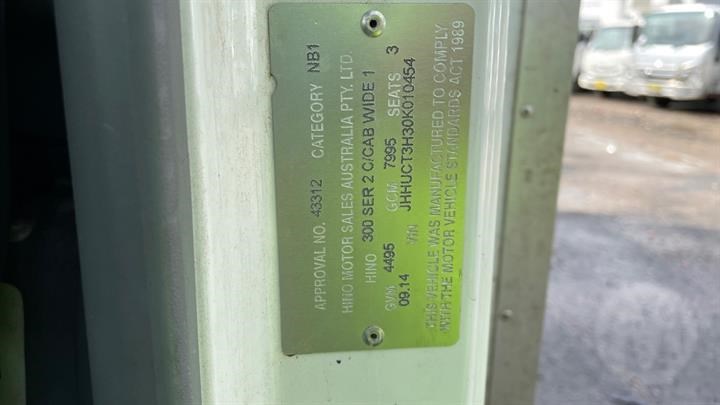 APPROVAL NO. 43312 CATEGORY NB1
HINO MOTOR SALES AUSTRALIA PTY. LTD.
HINO 300 SER 2 C/CAB WIDE 1
GVM 4495 GCM 7995 SEATS 3
09.14 VIN JHHUCT3H30K010454
THIS VEHICLE WAS MANUFACTURED TO COMPLY
WITH THE MOTOR VEHICLE STANDARDS ACT 1989